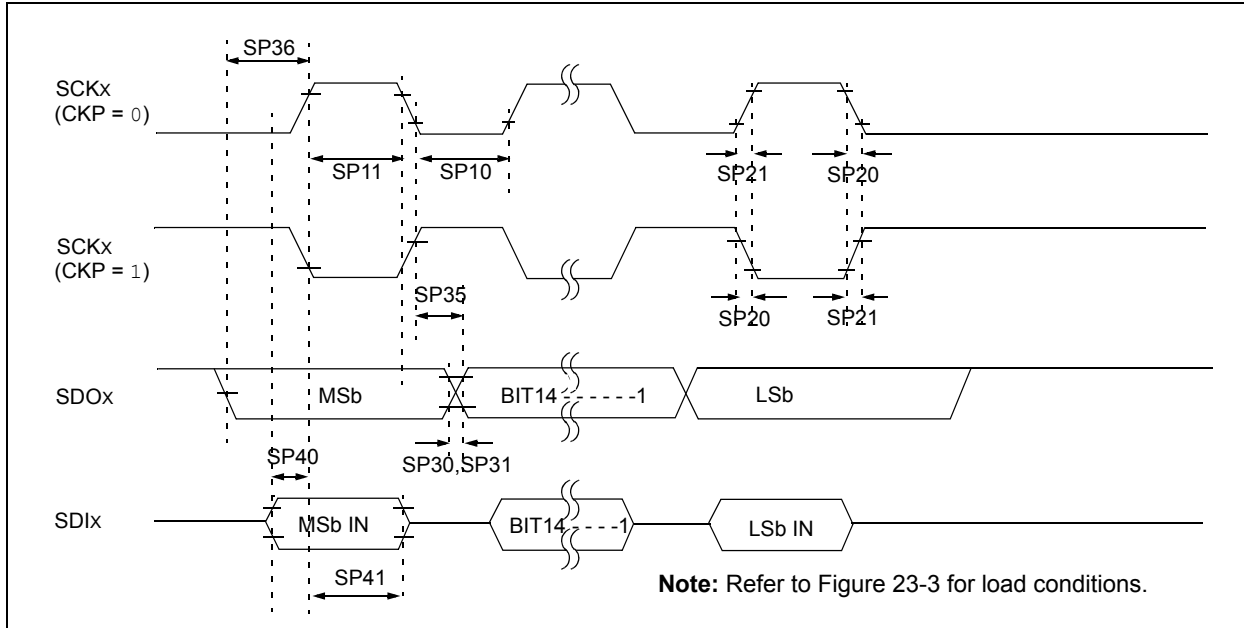 SP36
SCKX
(CKP = 0)
SP11
SP10
SP21
SP20
SCKX
(CKP = 1)
SP35
SP20
SP21
SDOx
MSb
BIT14 - - - - - -1
LSb
SP40
SP30,SP31
SDIx
MSb IN
BIT14 - - - - -1
LSb IN
SP41
Note: Refer to Figure 23-3 for load conditions.